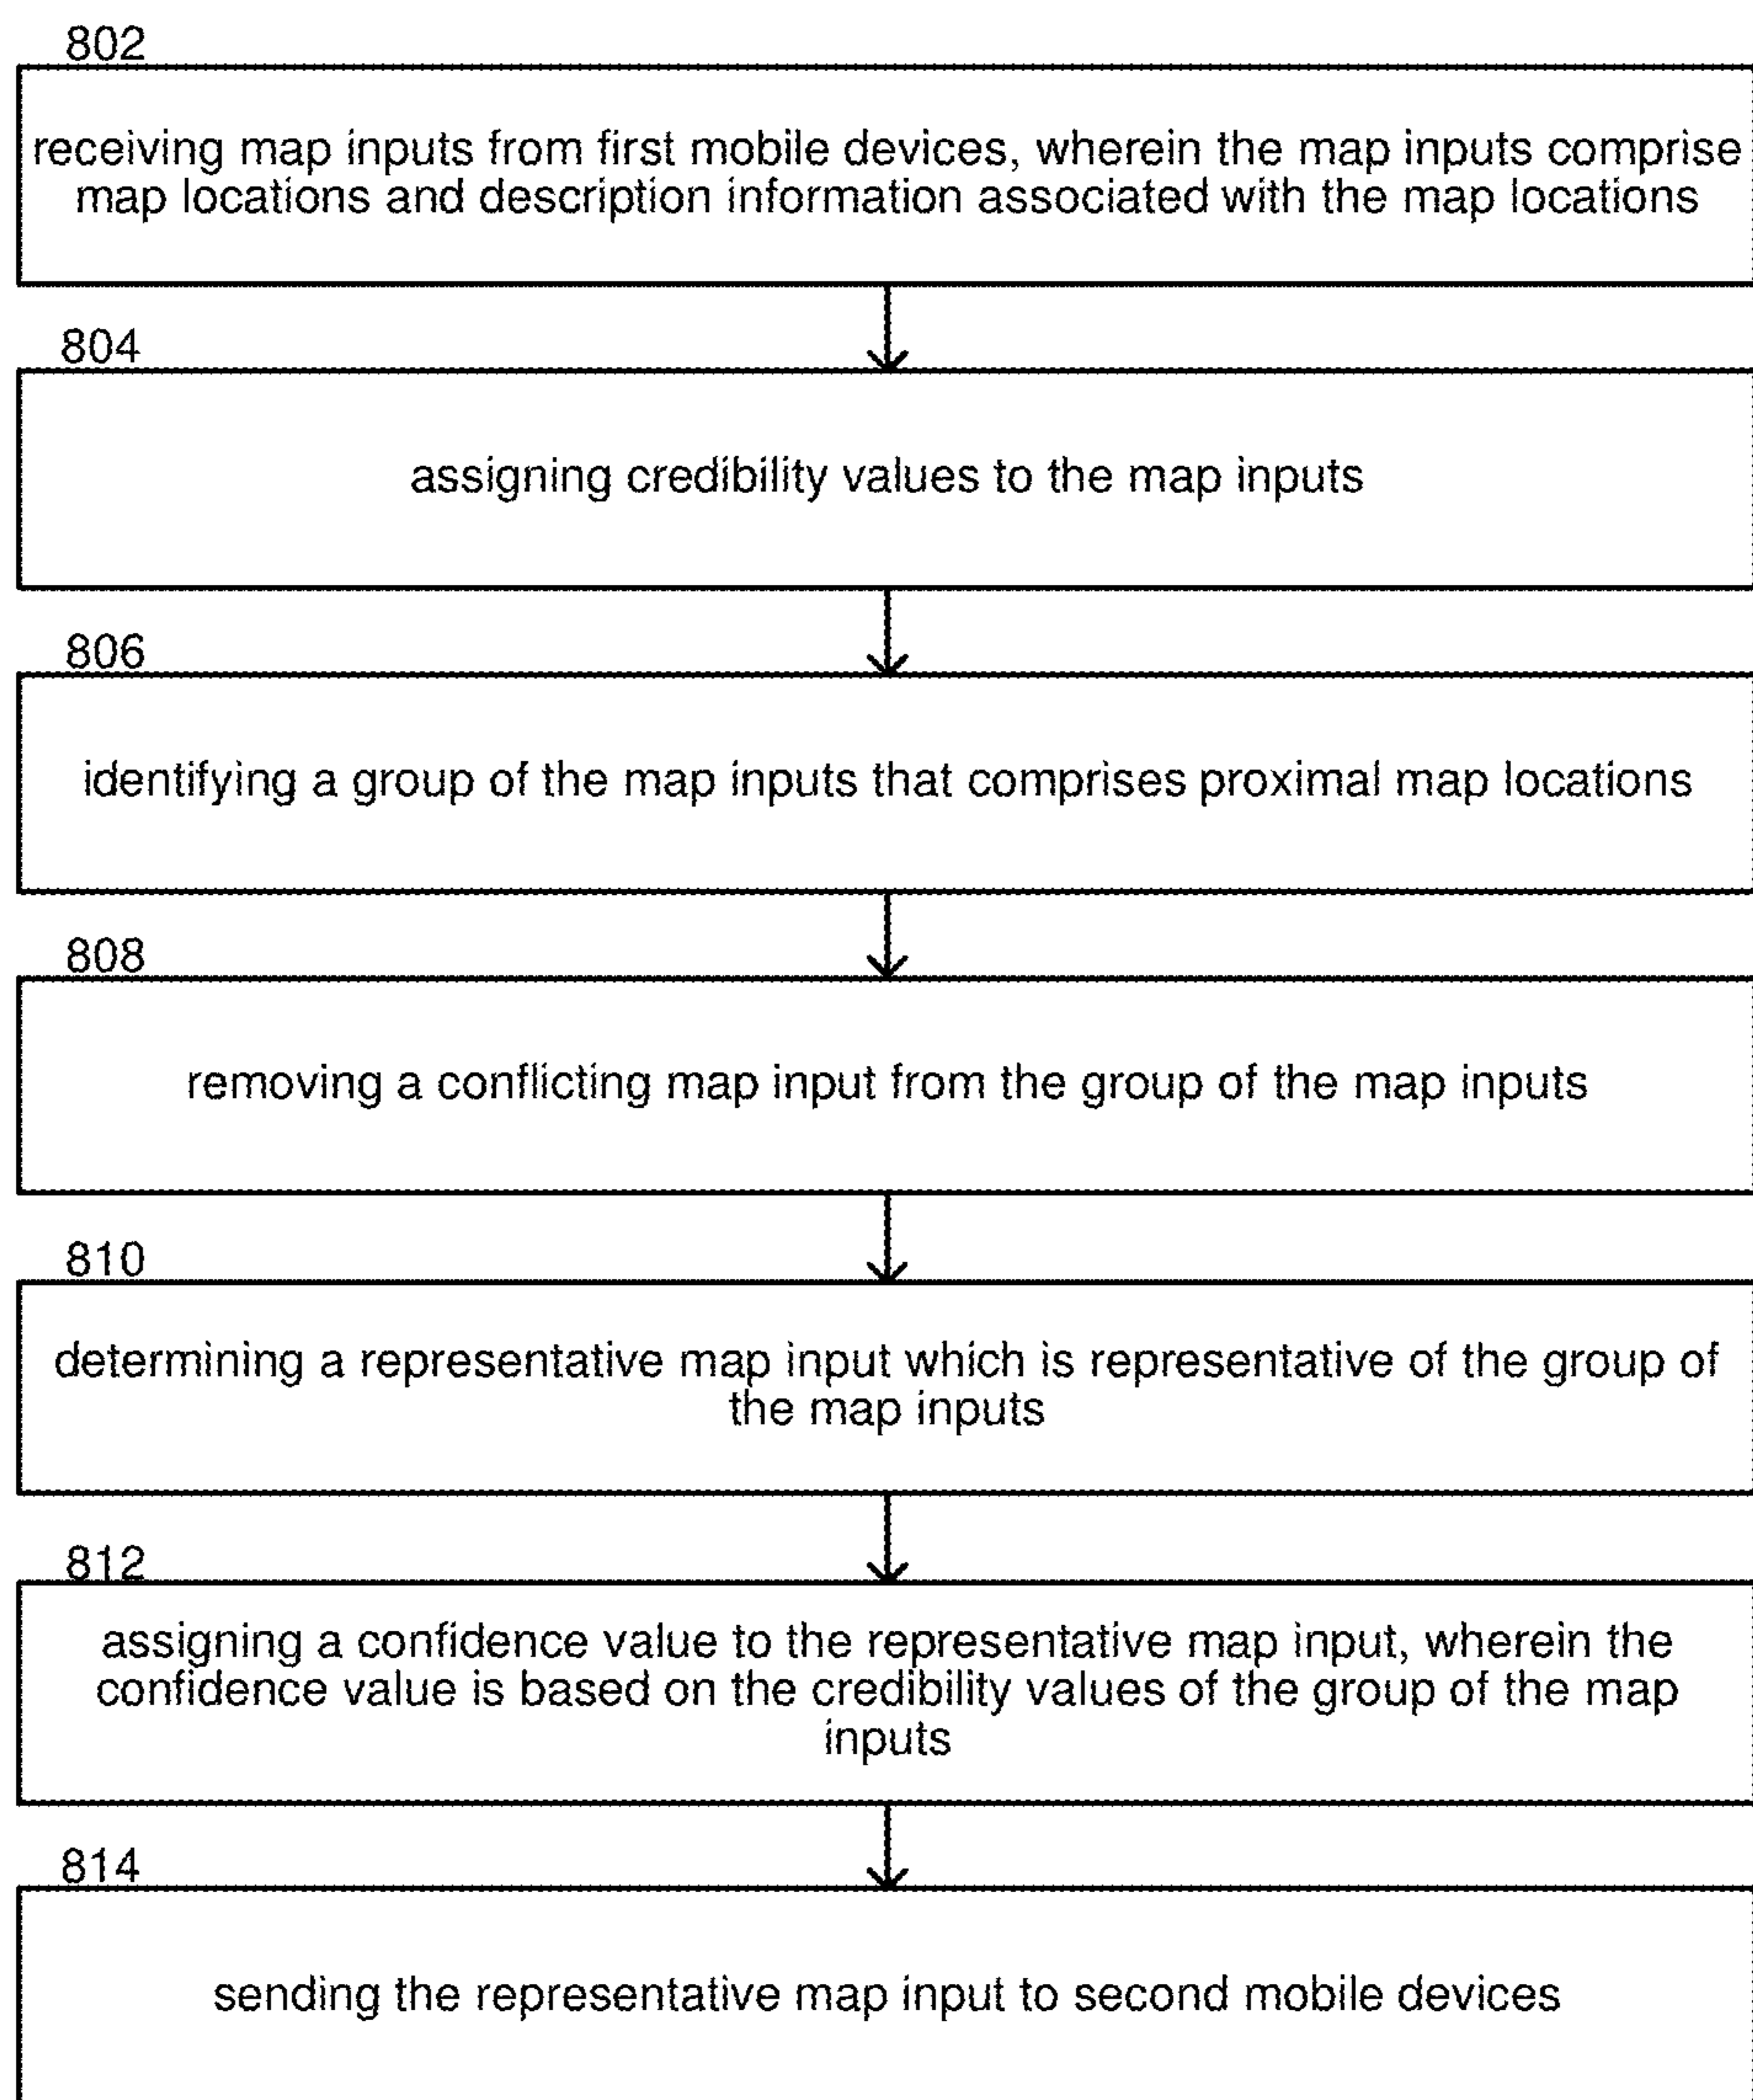 802
receiving map inputs from first mobile devices, wherein the map inputs comprise
map locations and description information associated with the map locations
804
assigning credibility values to the map inputs
806
identifying a group of the map inputs that comprises proximal map locations
808
removing a conflicting map input from the group of the map inputs
810
determining a representative map input which is representative of the group of
the map inputs
812
assigning a confidence value to the representative map input, wherein the
confidence value is based on the credibility values of the group of the map
inputs
814
sending the representative map input to second mobile devices